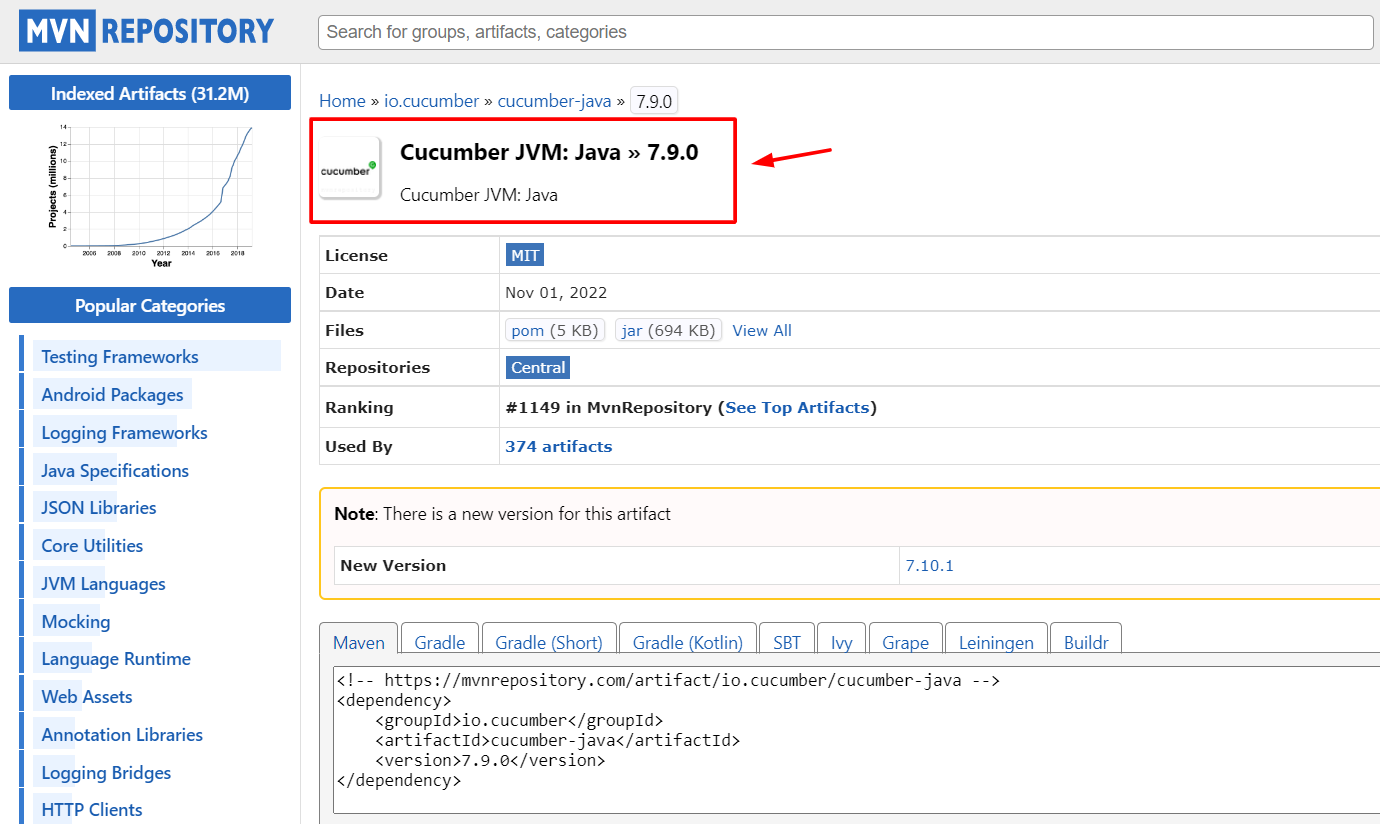 MVN REPOSITORY
Search for groups, artifacts, categories
Indexed Artifacts (31.2M)
Projects (millions)
14
12
10
8
6
4
2
0
2006 2008 2010 2012 2014 2016 2018
Year
Popular Categories
Testing Frameworks
Android Packages
Logging Frameworks
Java Specifications
JSON Libraries
Core Utilities
JVM Languages
Mocking
Language Runtime
Web Assets
Annotation Libraries
Logging Bridges
HTTP Clients
Home » io.cucumber » cucumber-java » 7.9.0
cucumber
Cucumber JVM: Java » 7.9.0
Cucumber JVM: Java
License MIT
Date Nov 01, 2022
Files pom (5 KB) jar (694 KB) View All
Repositories Central
Ranking #1149 in MvnRepository (See Top Artifacts)
Used By 374 artifacts
Note: There is a new version for this artifact
New Version 7.10.1
Maven Gradle Gradle (Short) Gradle (Kotlin) SBT Ivy Grape Leiningen Buildr
<!-- https://mvnrepository.com/artifact/io.cucumber/cucumber-java -->
<dependency>
    <groupId>io.cucumber</groupId>
    <artifactId>cucumber-java</artifactId>
    <version>7.9.0</version>
</dependency>